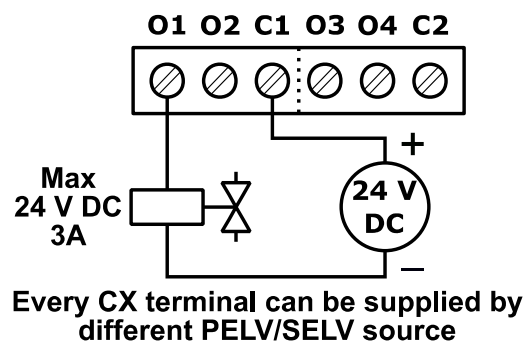 O1 O2 C1 O3 O4 C2
Max
24 V DC
3A
+
24 V
DC
—
Every CX terminal can be supplied by
different PELV/SELV source